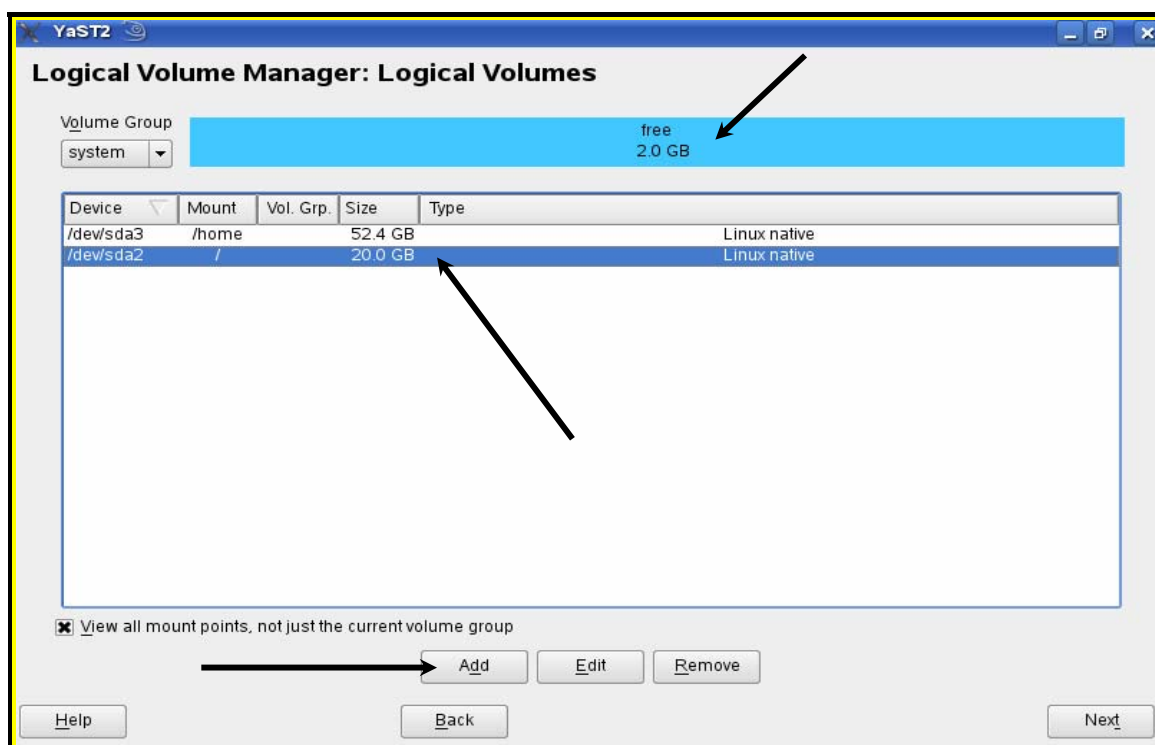 YaST2
Logical Volume Manager: Logical Volumes
Volume Group
system
free
2.0 GB
Device Mount Vol. Grp. Size Type
/dev/sda3 /home 52.4 GB Linux native
/dev/sda2 / 20.0 GB Linux native
View all mount points, not just the current volume group
Add Edit Remove
Help Back Next